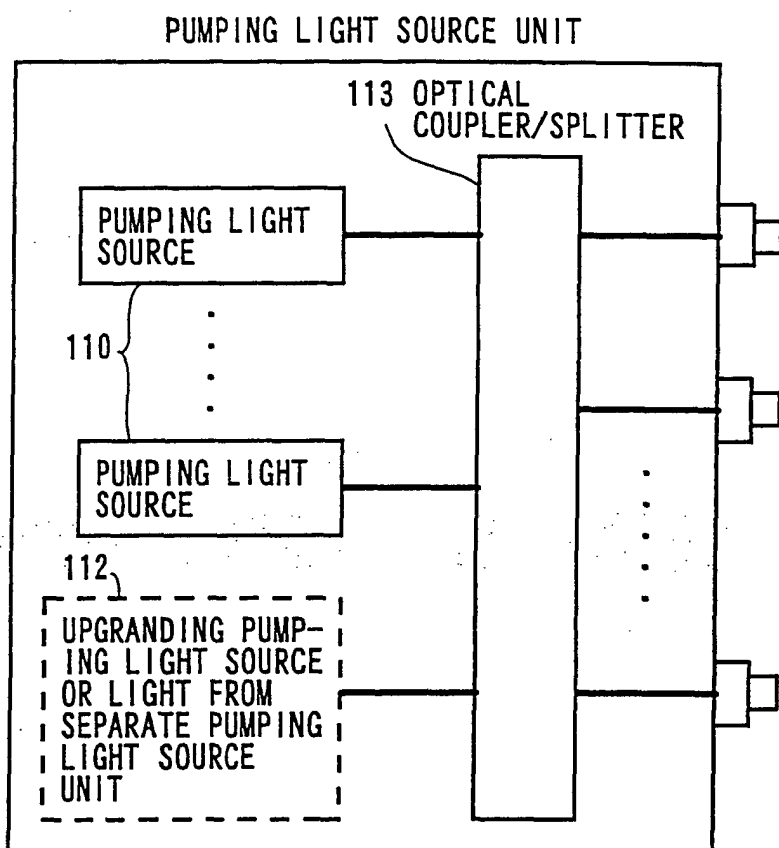 PUMPING LIGHT SOURCE UNIT
113 OPTICAL
COUPLER/SPLITTER
PUMPING LIGHT
SOURCE
110
PUMPING LIGHT
SOURCE
112
UPGRANDING PUMP-
ING LIGHT SOURCE
OR LIGHT FROM
SEPARATE PUMPING
LIGHT SOURCE
UNIT